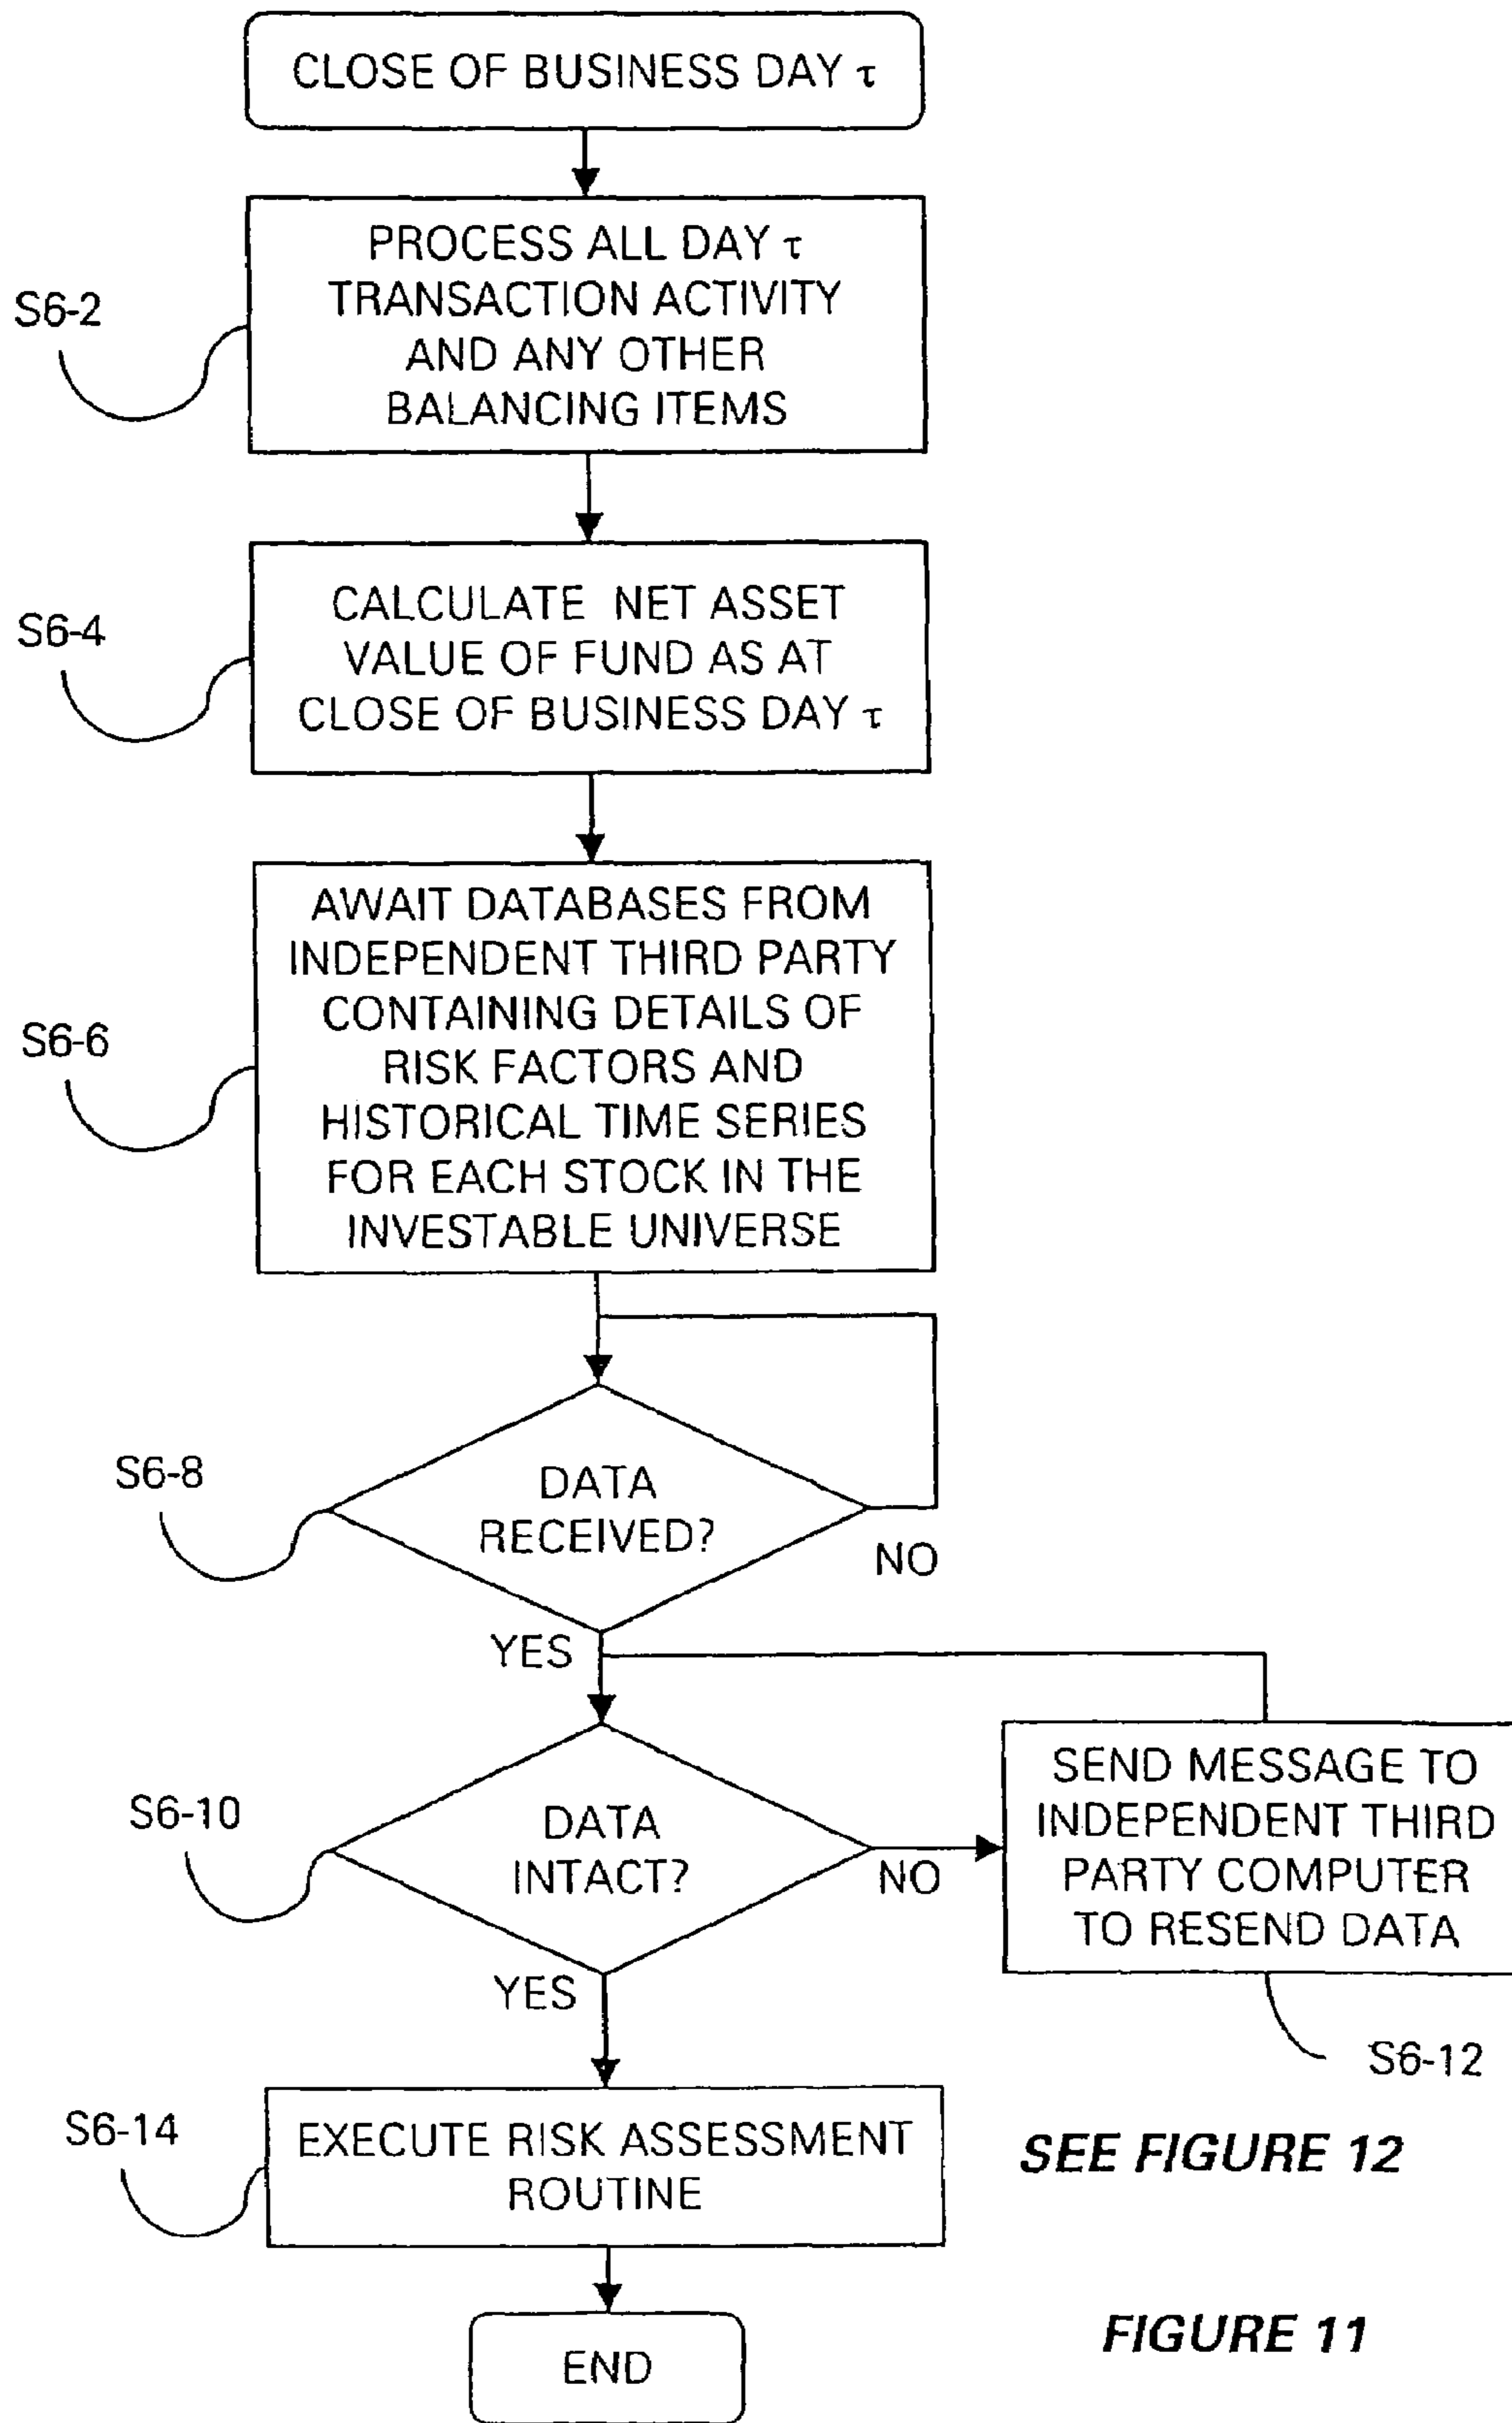 CLOSE OF BUSINESS DAY τ
PROCESS ALL DAY τ
TRANSACTION ACTIVITY
AND ANY OTHER
BALANCING ITEMS
S6-2
CALCULATE NET ASSET
VALUE OF FUND AS AT
CLOSE OF BUSINESS DAY τ
S6-4
AWAIT DATABASES FROM
INDEPENDENT THIRD PARTY
CONTAINING DETAILS OF
RISK FACTORS AND
HISTORICAL TIME SERIES
FOR EACH STOCK IN THE
INVESTABLE UNIVERSE
S6-6
DATA
RECEIVED?
S6-8
NO
YES
DATA
INTACT?
S6-10
NO
SEND MESSAGE TO
INDEPENDENT THIRD
PARTY COMPUTER
TO RESEND DATA
S6-12
YES
EXECUTE RISK ASSESSMENT
ROUTINE
S6-14
SEE FIGURE 12
END
FIGURE 11